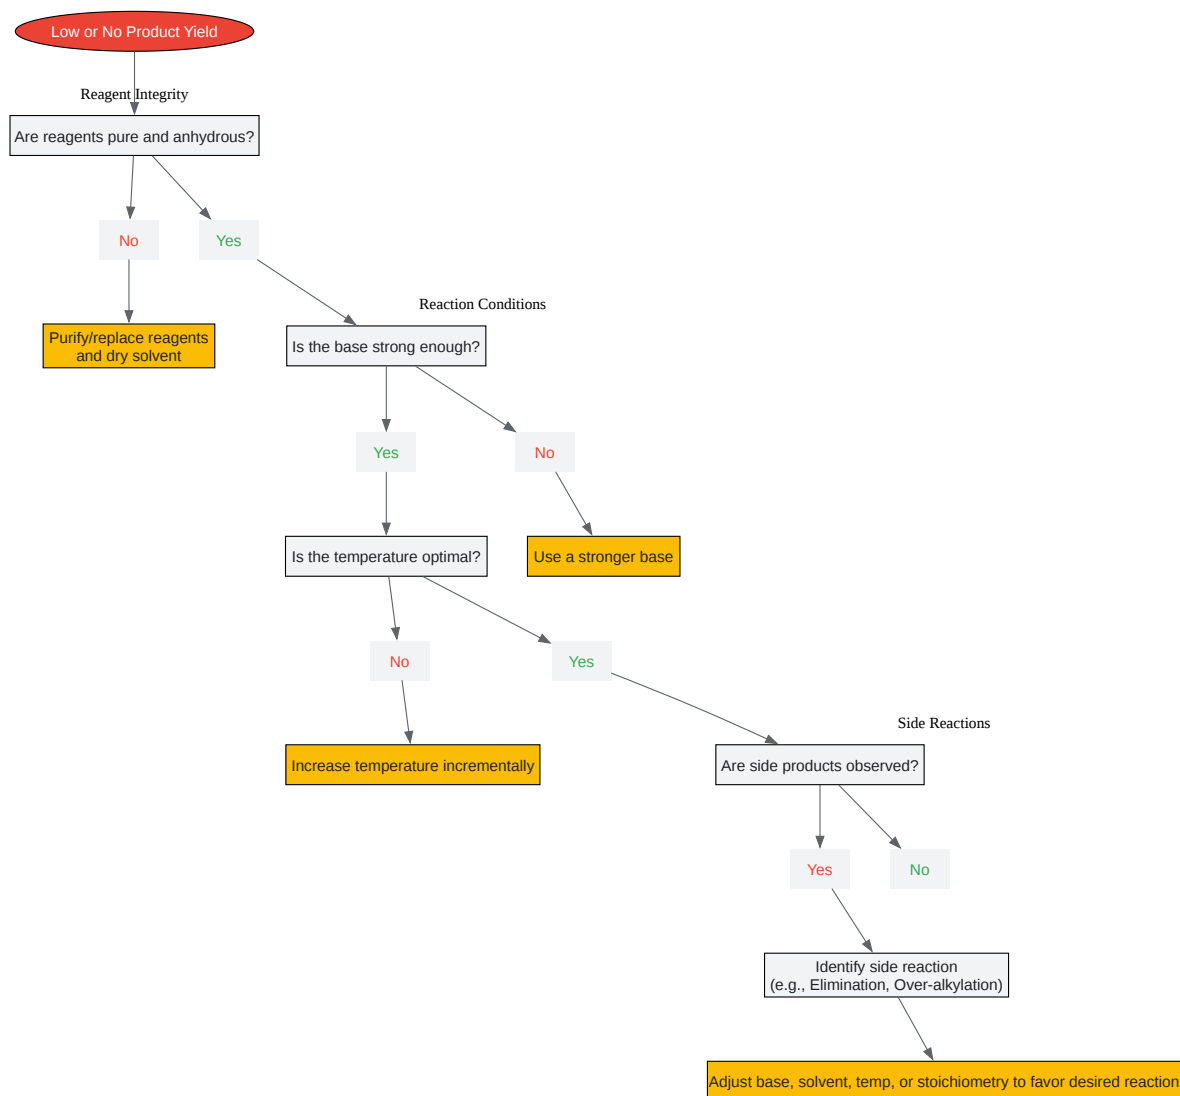 Low or No Product Yield
Reagent Integrity
Are reagents pure and anhydrous?
No
Yes
Purify/replace reagents
and dry solvent
Reaction Conditions
Is the base strong enough?
Yes
No
Is the temperature optimal?
Use a stronger base
No
Yes
Increase temperature incrementally
Side Reactions
Are side products observed?
Yes
No
Identify side reaction
(e.g., Elimination, Over-alkylation)
Adjust base, solvent, temp, or stoichiometry to favor desired reaction